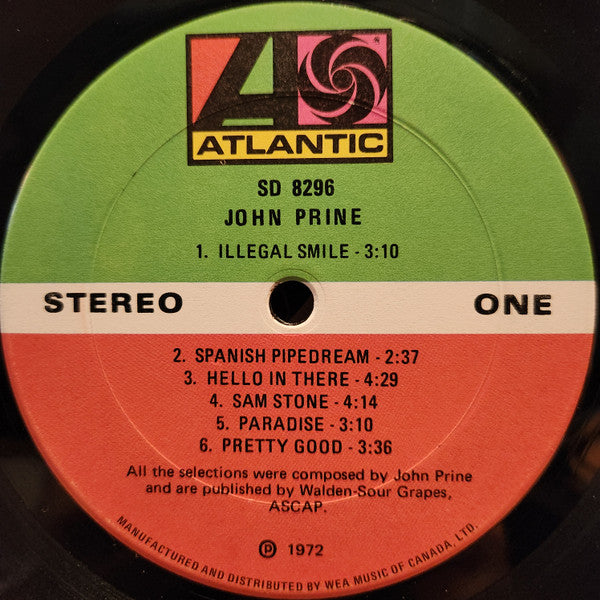 ATLANTIC
SD 8296
JOHN PRINE
1. ILLEGAL SMILE - 3:10
STEREO ONE
2. SPANISH PIPEDREAM - 2:37
3. HELLO IN THERE - 4:29
4. SAM STONE - 4:14
5. PARADISE - 3:10
6. PRETTY GOOD - 3:36
All the selections were composed by John Prine
and are published by Walden-Sour Grapes,
ASCAP.
℗ 1972
MANUFACTURED AND DISTRIBUTED BY WEA MUSIC OF CANADA, LTD.